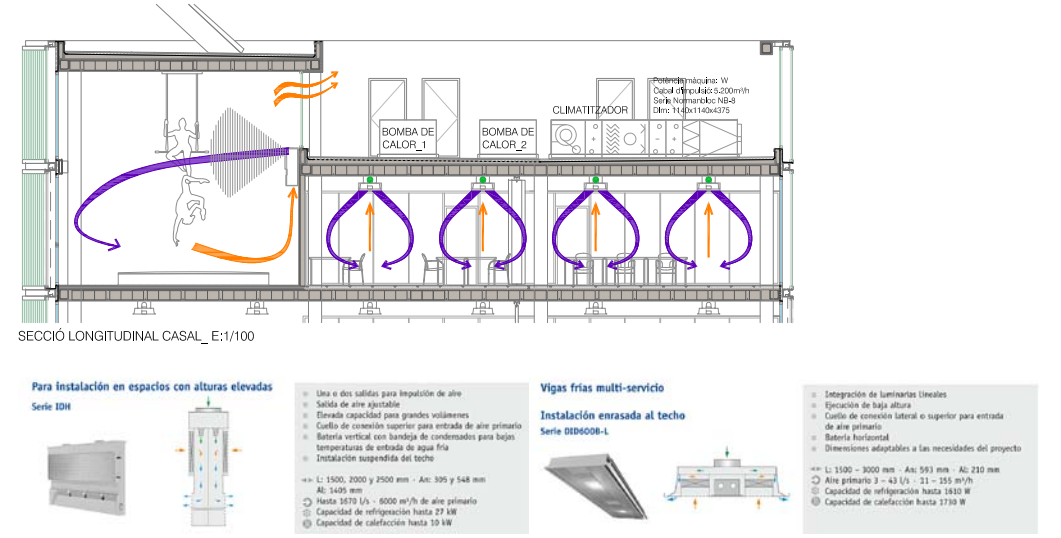 Potència màquina: W
Cabal d'impulsió: 5.200m³/h
Serie Normanbloc NB-8
Dim: 1140x1140x4375
CLIMATITZADOR
BOMBA DE
CALOR_1
BOMBA DE
CALOR_2
SECCIÓ LONGITUDINAL CASAL_ E:1/100
Para instalación en espacios con alturas elevadas
Serie IDH
Una o dos salidas para impulsión de aire
Salida de aire ajustable
Elevada capacidad para grandes volúmenes
Cuello de conexión superior para entrada de aire primario
Batería vertical con bandeja de condensados para bajas
temperaturas de entrada de agua fría
Instalación suspendida del techo
L: 1500, 2000 y 2500 mm · An: 305 y 548 mm
Al: 1405 mm
Hasta 1670 l/s · 6000 m³/h de aire primario
Capacidad de refrigeración hasta 27 kW
Capacidad de calefacción hasta 10 kW
Vigas frías multi-servicio
Instalación enrasada al techo
Serie DID600B-L
Integración de luminarias lineales
Ejecución de baja altura
Cuello de conexión lateral o superior para entrada
de aire primario
Batería horizontal
Dimensiones adaptables a las necesidades del proyecto
L: 1500 – 3000 mm · An: 593 mm · Al: 210 mm
Aire primario 3 – 43 l/s · 11 – 155 m³/h
Capacidad de refrigeración hasta 1610 W
Capacidad de calefacción hasta 1730 W